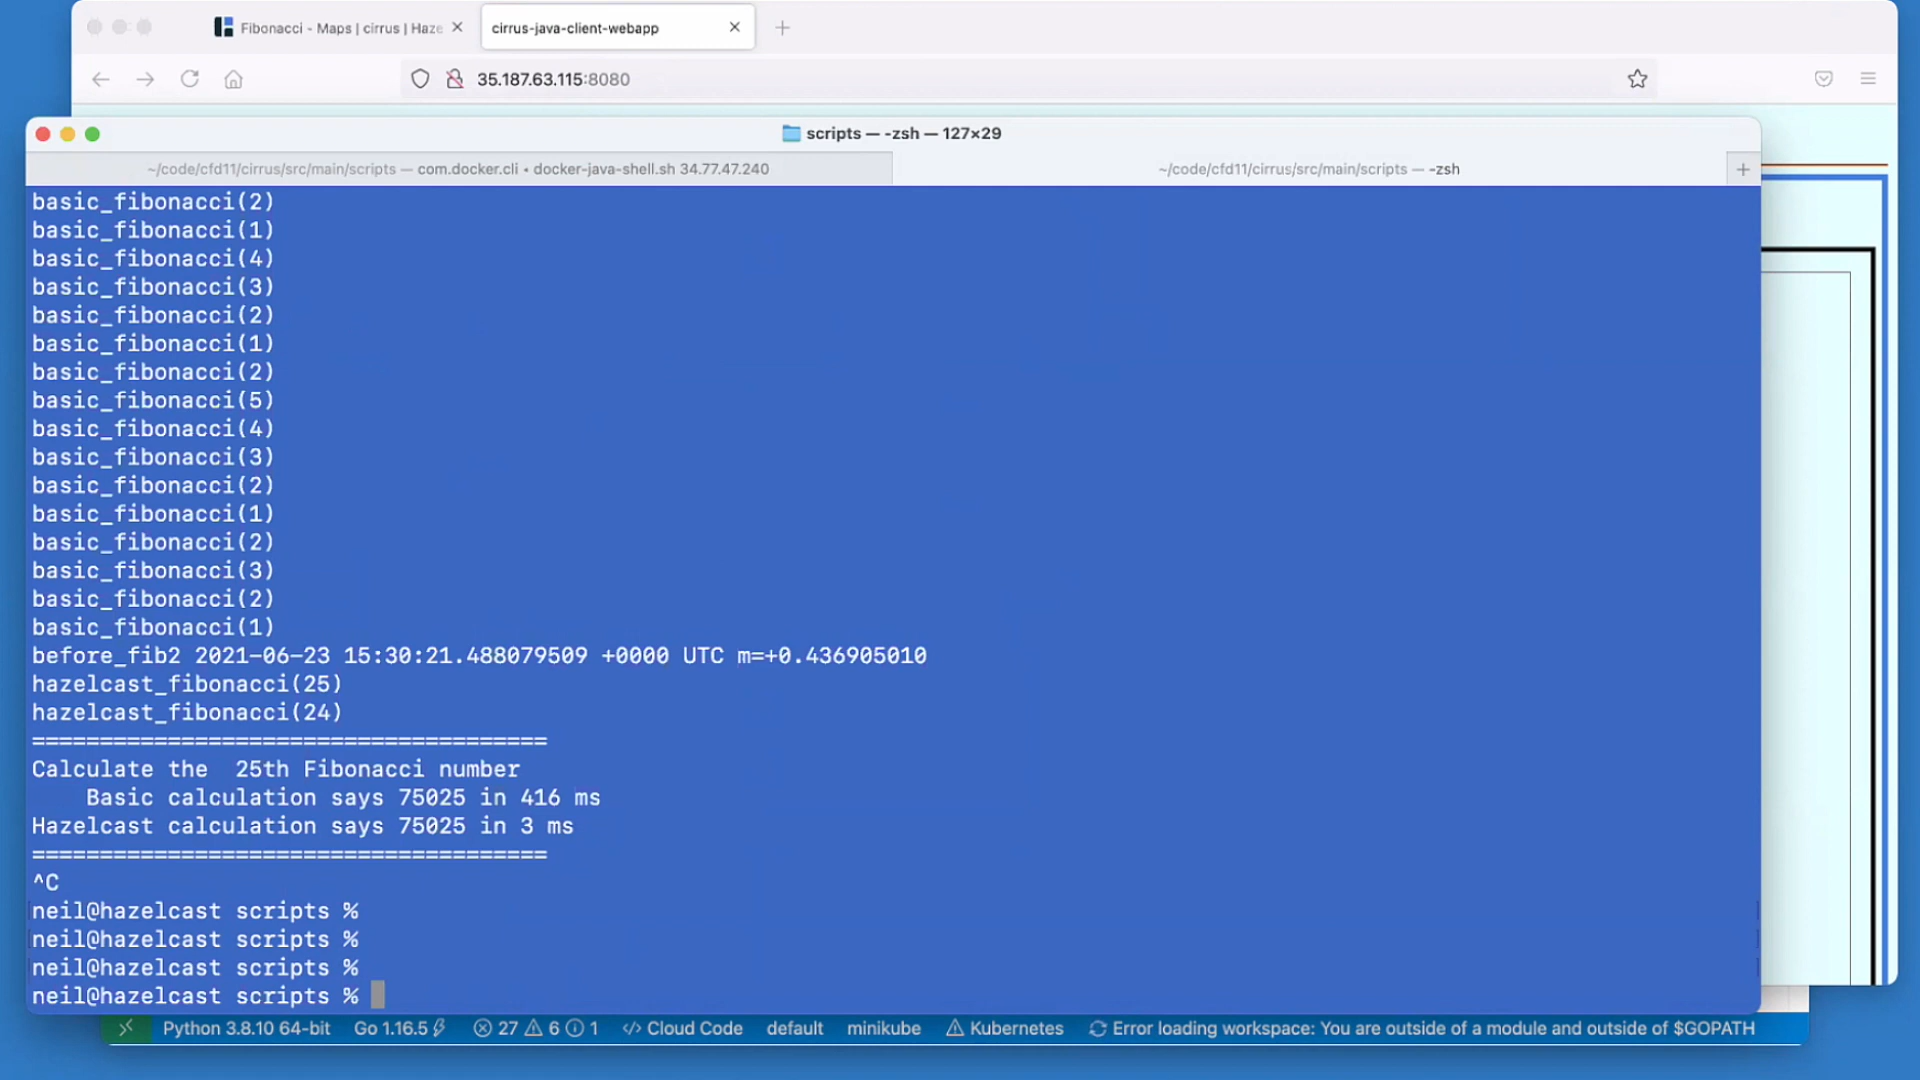 Fibonacci - Maps | cirrus | Haze
cirrus-java-client-webapp
35.187.63.115:8080
scripts — -zsh — 127×29
~/code/cfd11/cirrus/src/main/scripts — com.docker.cli • docker-java-shell.sh 34.77.47.240
~/code/cfd11/cirrus/src/main/scripts — -zsh
basic_fibonacci(2)
basic_fibonacci(1)
basic_fibonacci(4)
basic_fibonacci(3)
basic_fibonacci(2)
basic_fibonacci(1)
basic_fibonacci(2)
basic_fibonacci(5)
basic_fibonacci(4)
basic_fibonacci(3)
basic_fibonacci(2)
basic_fibonacci(1)
basic_fibonacci(2)
basic_fibonacci(3)
basic_fibonacci(2)
basic_fibonacci(1)
before_fib2 2021-06-23 15:30:21.488079509 +0000 UTC m=+0.436905010
hazelcast_fibonacci(25)
hazelcast_fibonacci(24)
======================================
Calculate the  25th Fibonacci number
    Basic calculation says 75025 in 416 ms
Hazelcast calculation says 75025 in 3 ms
======================================
^C
neil@hazelcast scripts %
neil@hazelcast scripts %
neil@hazelcast scripts %
neil@hazelcast scripts %
Python 3.8.10 64-bit Go 1.16.5 27 6 1 Cloud Code default minikube Kubernetes Error loading workspace: You are outside of a module and outside of $GOPATH